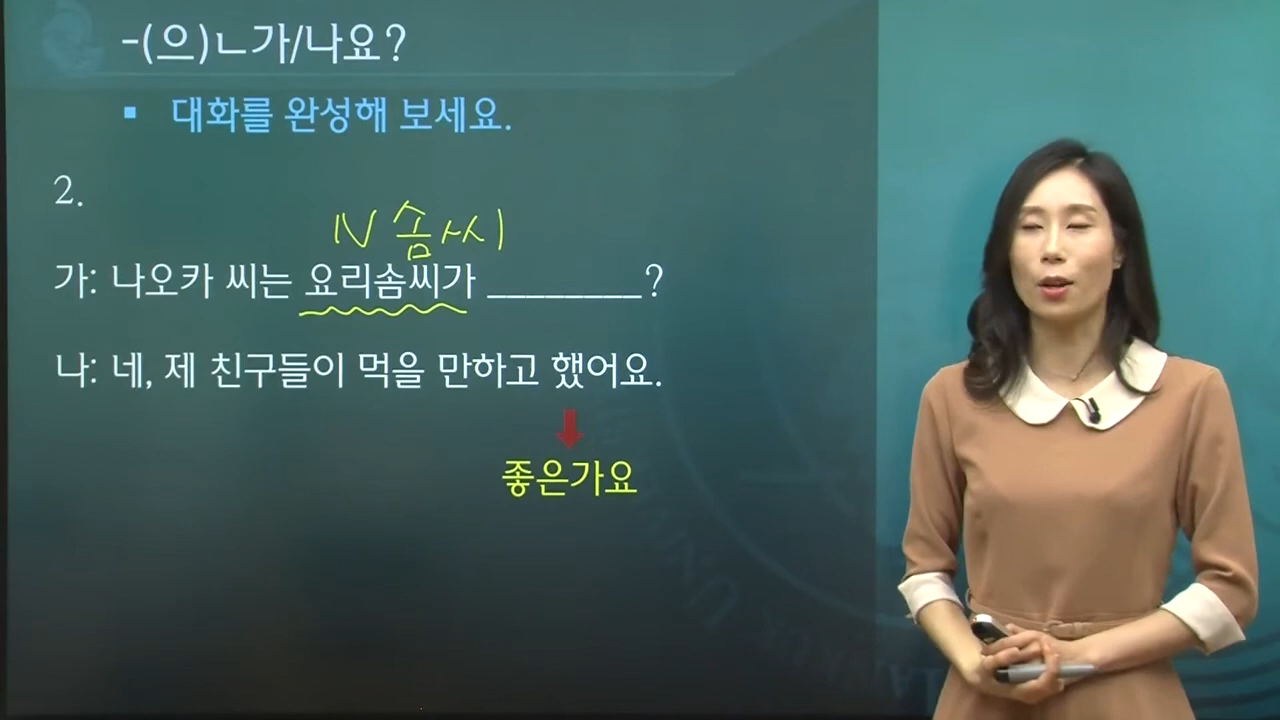 -(으)ㄴ가/나요?
▪ 대화를 완성해 보세요.
2.
N 솜씨
가: 나오카 씨는 요리솜씨가 ________?
나: 네, 제 친구들이 먹을 만하고 했어요.
좋은가요